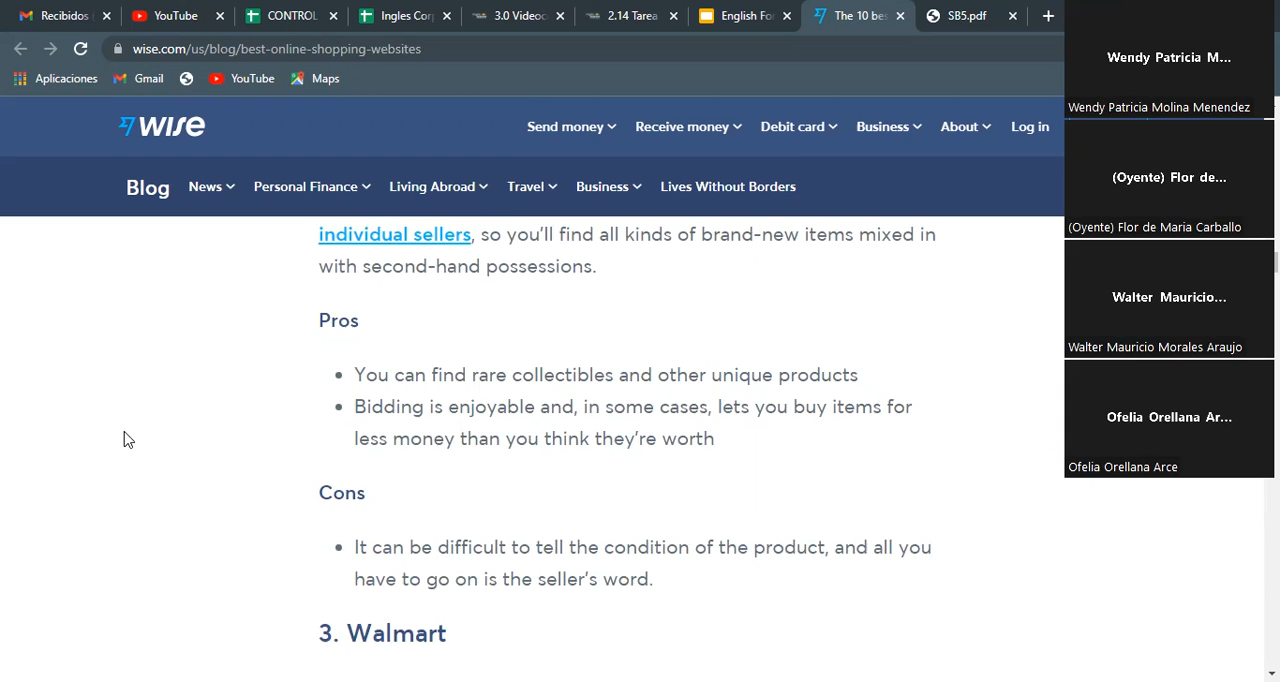 Recibidos
YouTube
CONTROL
Ingles Cor
3.0 Videoc
2.14 Tarea
English For
The 10 bes
SB5.pdf
wise.com/us/blog/best-online-shopping-websites
Aplicaciones
Gmail
YouTube
Maps
WISE
Send money
Receive money
Debit card
Business
About
Log in
Blog
News
Personal Finance
Living Abroad
Travel
Business
Lives Without Borders
individual sellers, so you'll find all kinds of brand-new items mixed in
with second-hand possessions.
Pros
• You can find rare collectibles and other unique products
• Bidding is enjoyable and, in some cases, lets you buy items for
less money than you think they're worth
Cons
• It can be difficult to tell the condition of the product, and all you
have to go on is the seller's word.
3. Walmart
Wendy Patricia M...
Wendy Patricia Molina Menendez
(Oyente) Flor de...
(Oyente) Flor de Maria Carballo
Walter Mauricio...
Walter Mauricio Morales Araujo
Ofelia Orellana Ar...
Ofelia Orellana Arce